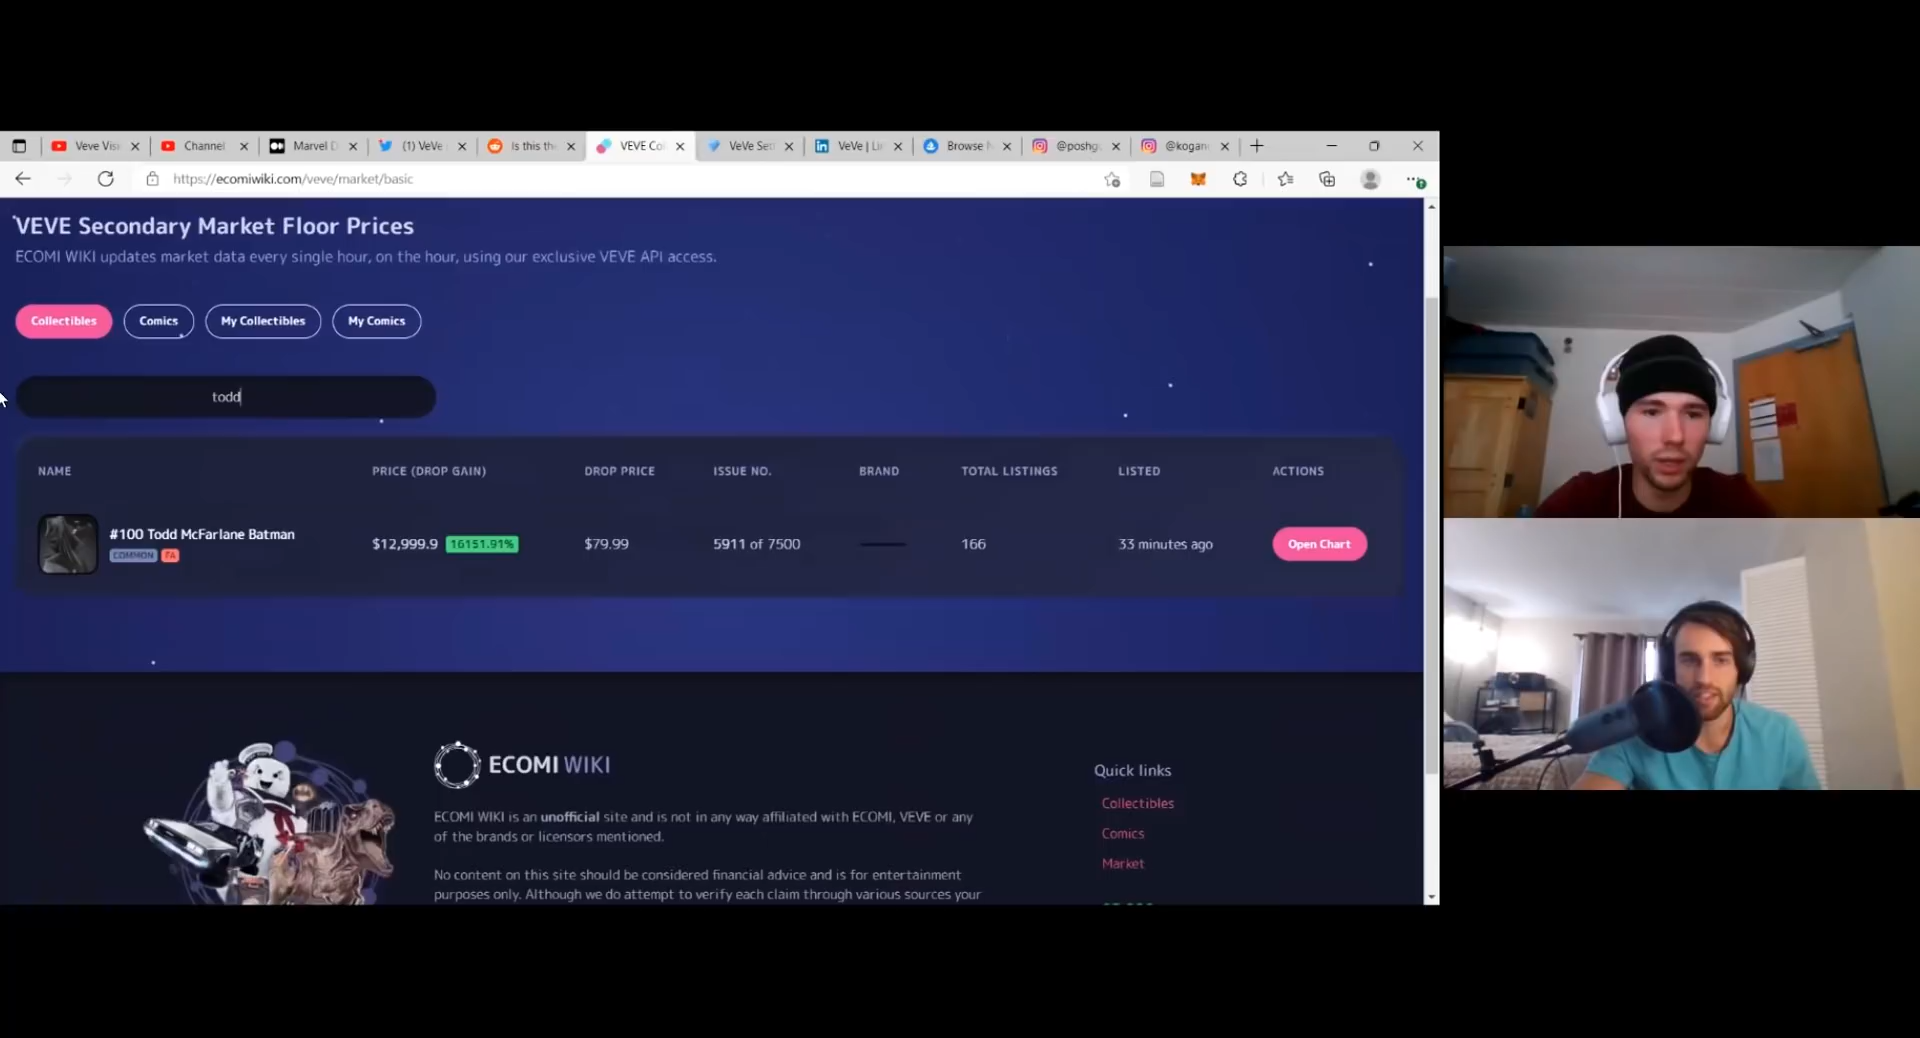 Veve Vis
Channel
Marvel D
(1) VeVe
Is this the
VEVE Co
VeVe Se
VeVe | Li
Browse N
@poshg
@kogan
https://ecomiwiki.com/veve/market/basic
VEVE Secondary Market Floor Prices
ECOMI WIKI updates market data every single hour, on the hour, using our exclusive VEVE API access.
Collectibles Comics My Collectibles My Comics
todd
NAME PRICE (DROP GAIN) DROP PRICE ISSUE NO. BRAND TOTAL LISTINGS LISTED ACTIONS
#100 Todd McFarlane Batman
COMMON FA
$12,999.9 16151.91% $79.99 5911 of 7500 166 33 minutes ago Open Chart
ECOMI WIKI
ECOMI WIKI is an unofficial site and is not in any way affiliated with ECOMI, VEVE or any
of the brands or licensors mentioned.
No content on this site should be considered financial advice and is for entertainment
purposes only. Although we do attempt to verify each claim through various sources your
Quick links
Collectibles
Comics
Market